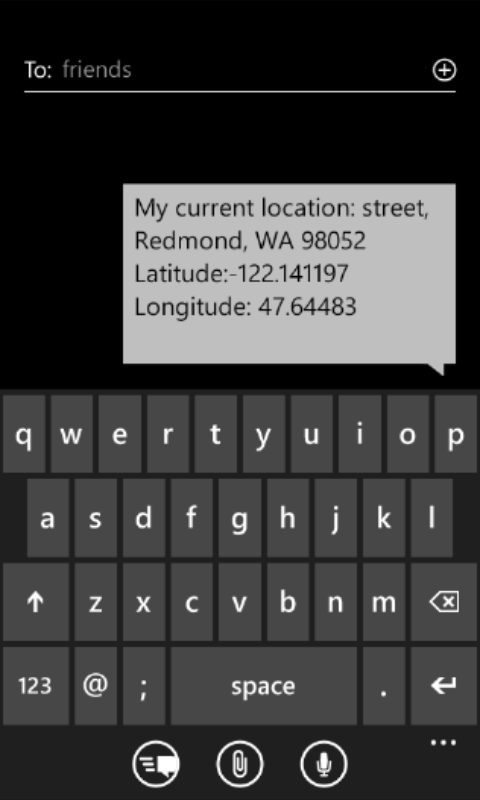 To: friends
My current location: street,
Redmond, WA 98052
Latitude:-122.141197
Longitude: 47.64483
q w e r t y u i o p
a s d f g h j k l
z x c v b n m
123 @ ; space .